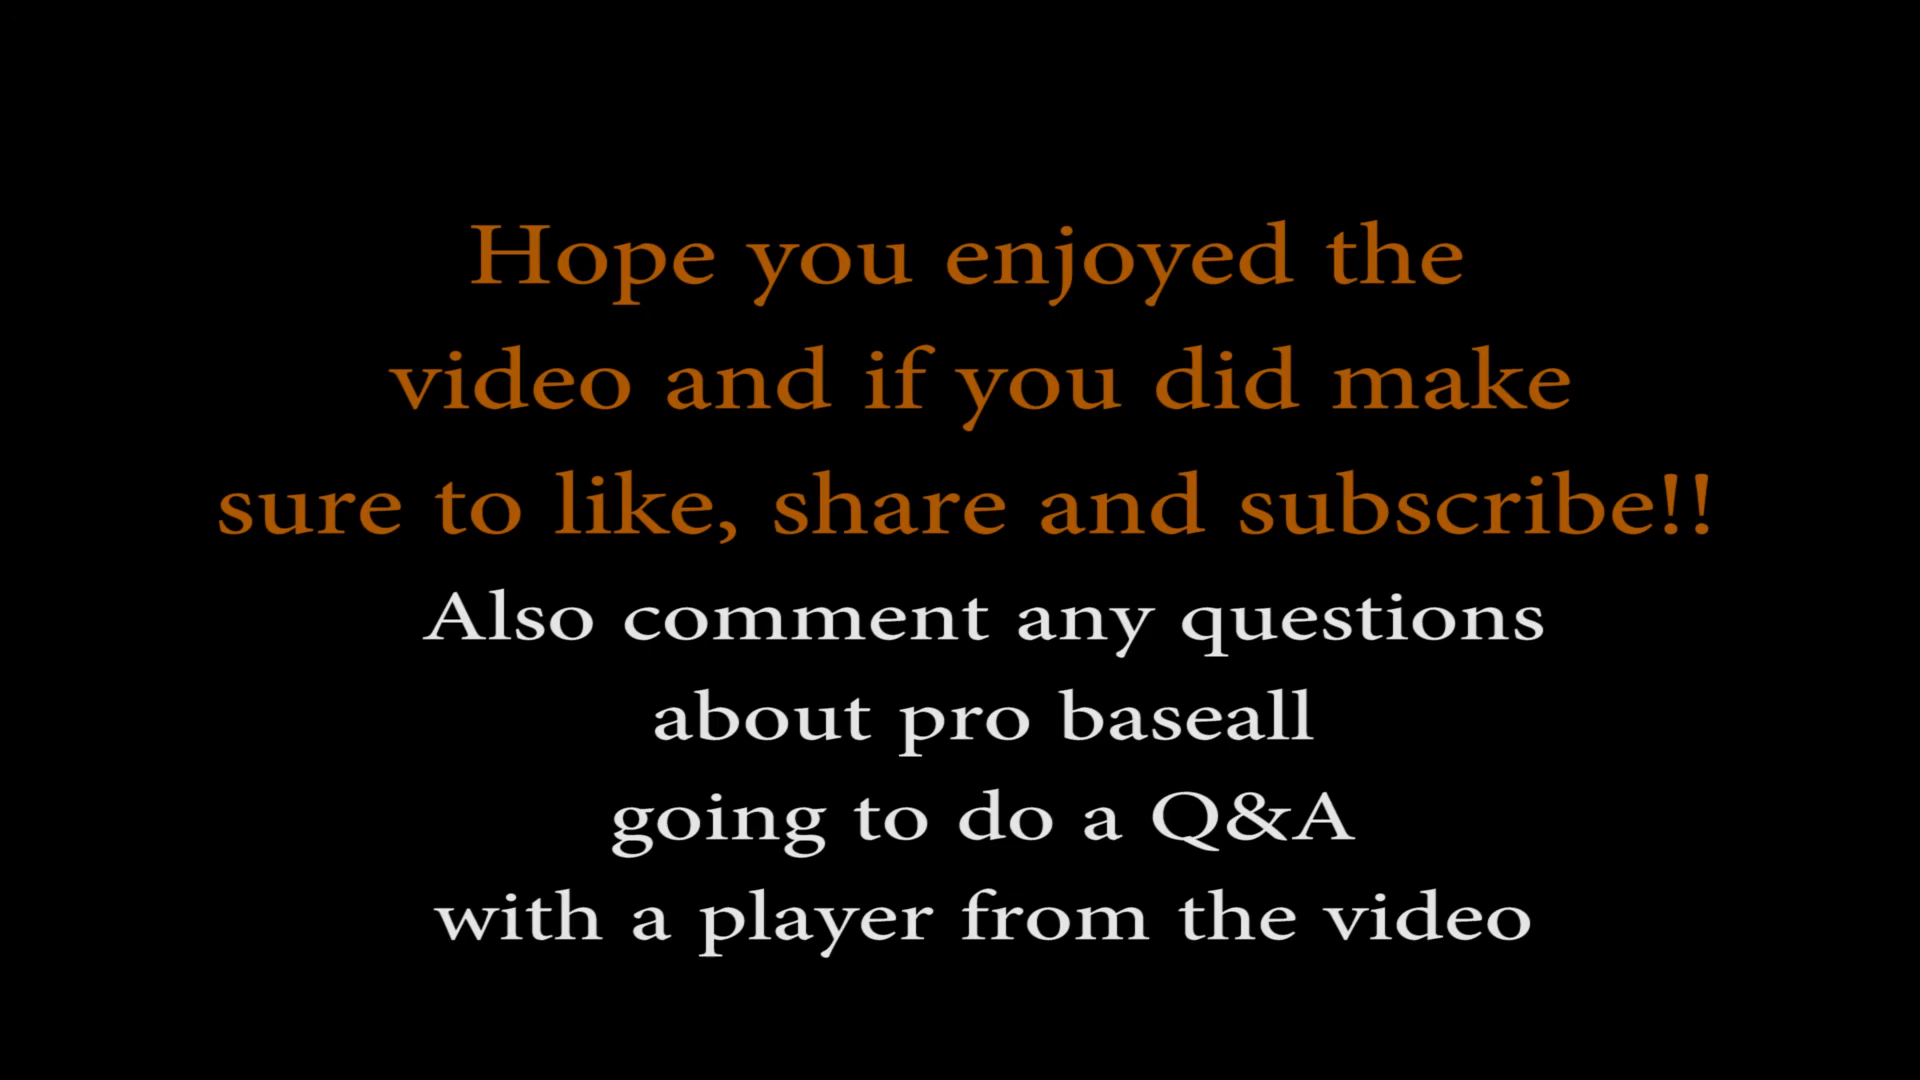 Hope you enjoyed the
video and if you did make
sure to like, share and subscribe!!
Also comment any questions
about pro baseall
going to do a Q&A
with a player from the video